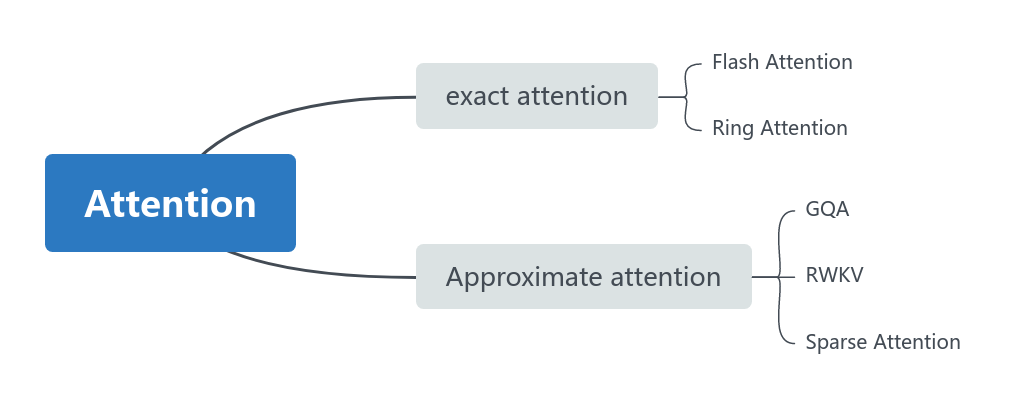 Attention
exact attention
Flash Attention
Ring Attention
Approximate attention
GQA
RWKV
Sparse Attention